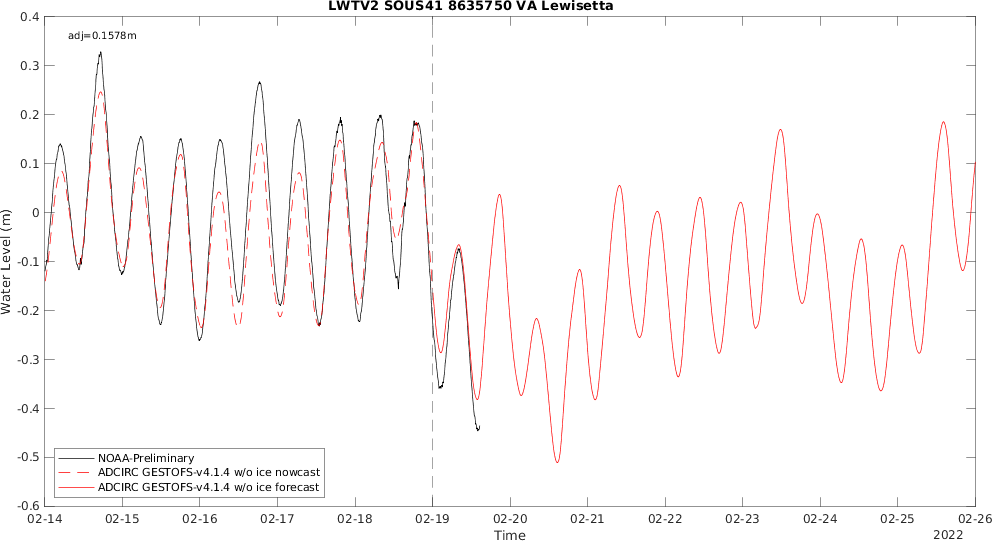 LWTV2 SOUS41 8635750 VA Lewisetta
adj=0.1578m
0.4
0.3
0.2
0.1
0
-0.1
-0.2
-0.3
-0.4
-0.5
-0.6
Water Level (m)
NOAA-Preliminary
ADCIRC GESTOFS-v4.1.4 w/o ice nowcast
ADCIRC GESTOFS-v4.1.4 w/o ice forecast
02-14 02-15 02-16 02-17 02-18 02-19 02-20 02-21 02-22 02-23 02-24 02-25 02-26
Time
2022